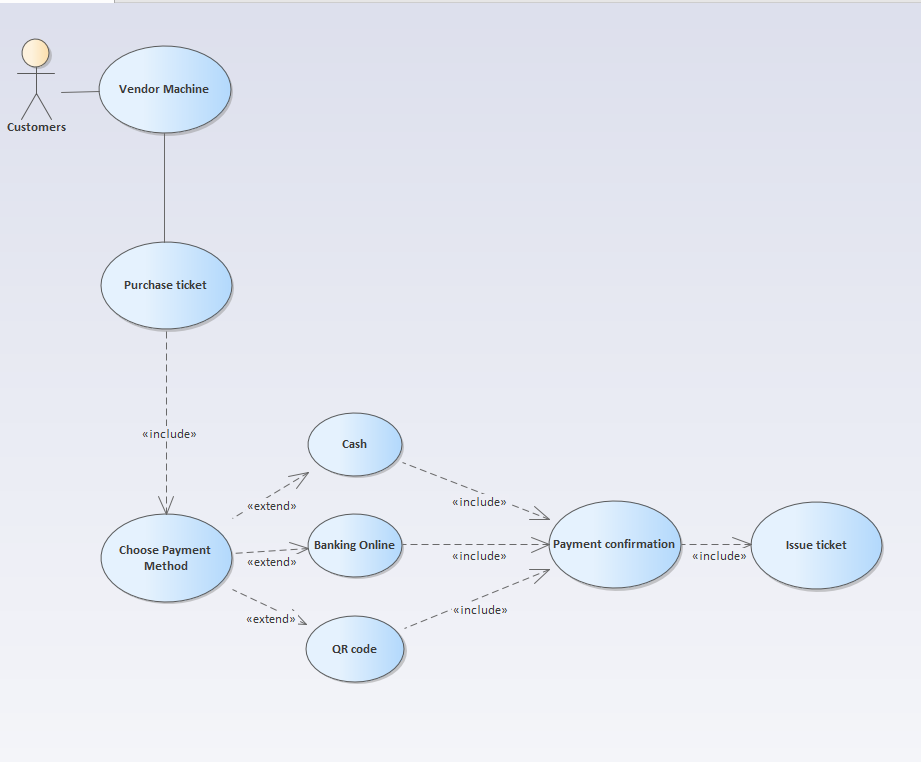 Vendor Machine
Customers
Purchase ticket
«include»
Cash
«extend»
«include»
Choose Payment
Method
Banking Online
Payment confirmation
Issue ticket
«extend»
«include»
«include»
«extend»
«include»
QR code